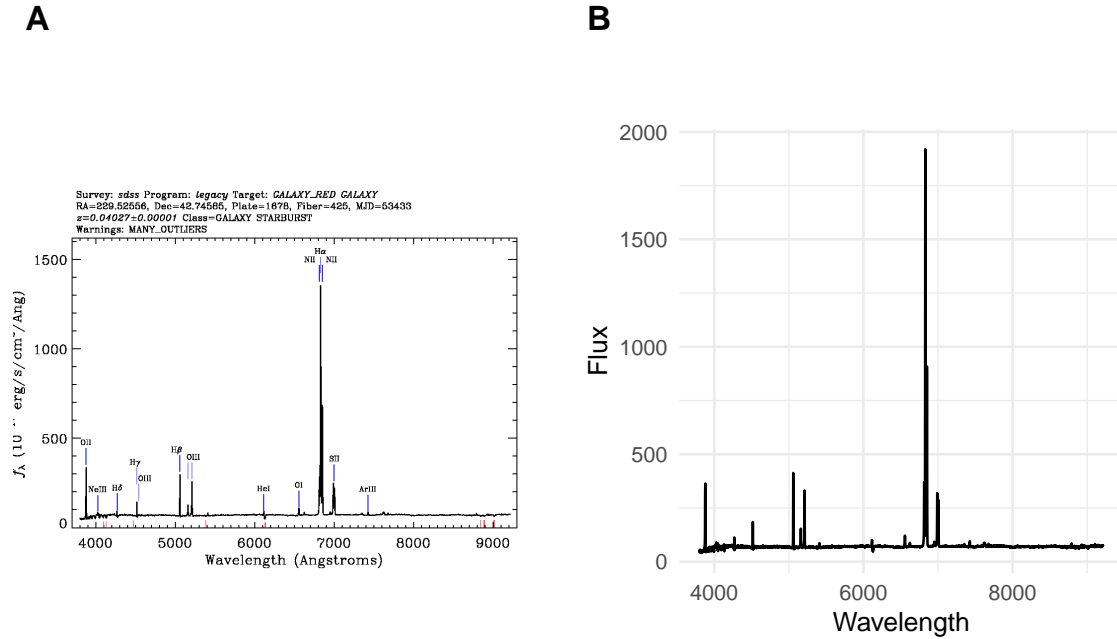 A
B
Survey: sdss Program: legacy Target: GALAXY_RED GALAXY
RA=229.52556, Dec=42.74585, Plate=1678, Fiber=425, MJD=53433
z=0.04027±0.00001 Class=GALAXY STARBURST
Warnings: MANY_OUTLIERS
Hα
NII NII
1500
1000
500
0
OII
NeIII
Hδ
Hγ
OIII
Hβ
OIII
HeI
OI
SII
ArIII
4000 5000 6000 7000 8000 9000
Wavelength (Angstroms)
erg/s/cm /Ang)
2000
1500
1000
500
0
Flux
4000 6000 8000
Wavelength